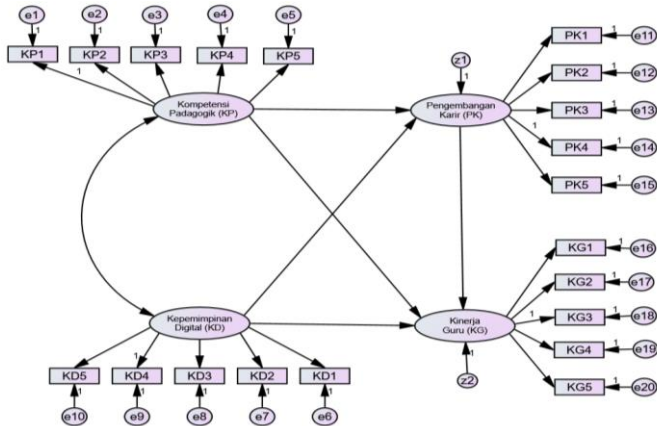 e1
e2
e3
e4
e5
1
1
1
1
1
KP1
KP2
KP3
KP4
KP5
1
Kompetensi
Padagogik (KP)
z1
1
Pengembangan
Karir (PK)
PK1
1
e11
PK2
1
e12
PK3
1
e13
1
PK4
1
e14
PK5
1
e15
Kepemimpinan
Digital (KD)
Kinerja
Guru (KG)
KG1
1
e16
KG2
1
e17
1
KG3
1
e18
KG4
1
e19
KG5
1
e20
1
z2
1
KD5
KD4
KD3
KD2
KD1
1
1
1
1
1
e10
e9
e8
e7
e6